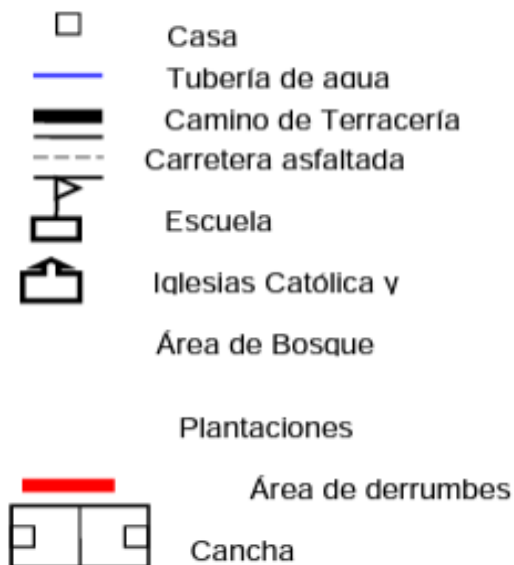 Casa
Tubería de agua
Camino de Terracería
Carretera asfaltada
Escuela
Iglesias Católica y
Área de Bosque
Plantaciones
Área de derrumbes
Cancha